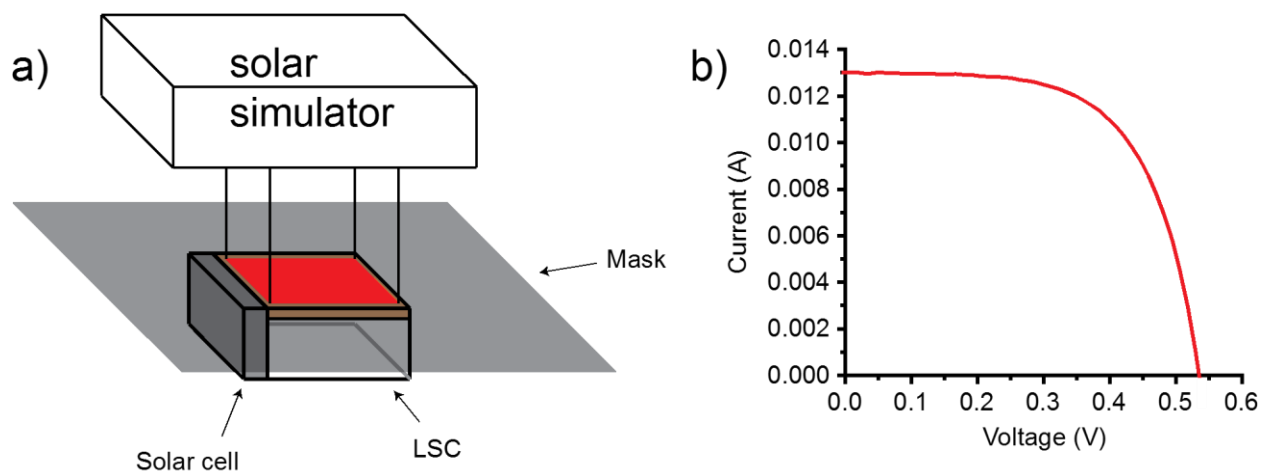 a)
solar
simulator
Mask
Solar cell
LSC
b)
Current (A)
0.014
0.012
0.010
0.008
0.006
0.004
0.002
0.000
0.0 0.1 0.2 0.3 0.4 0.5 0.6
Voltage (V)